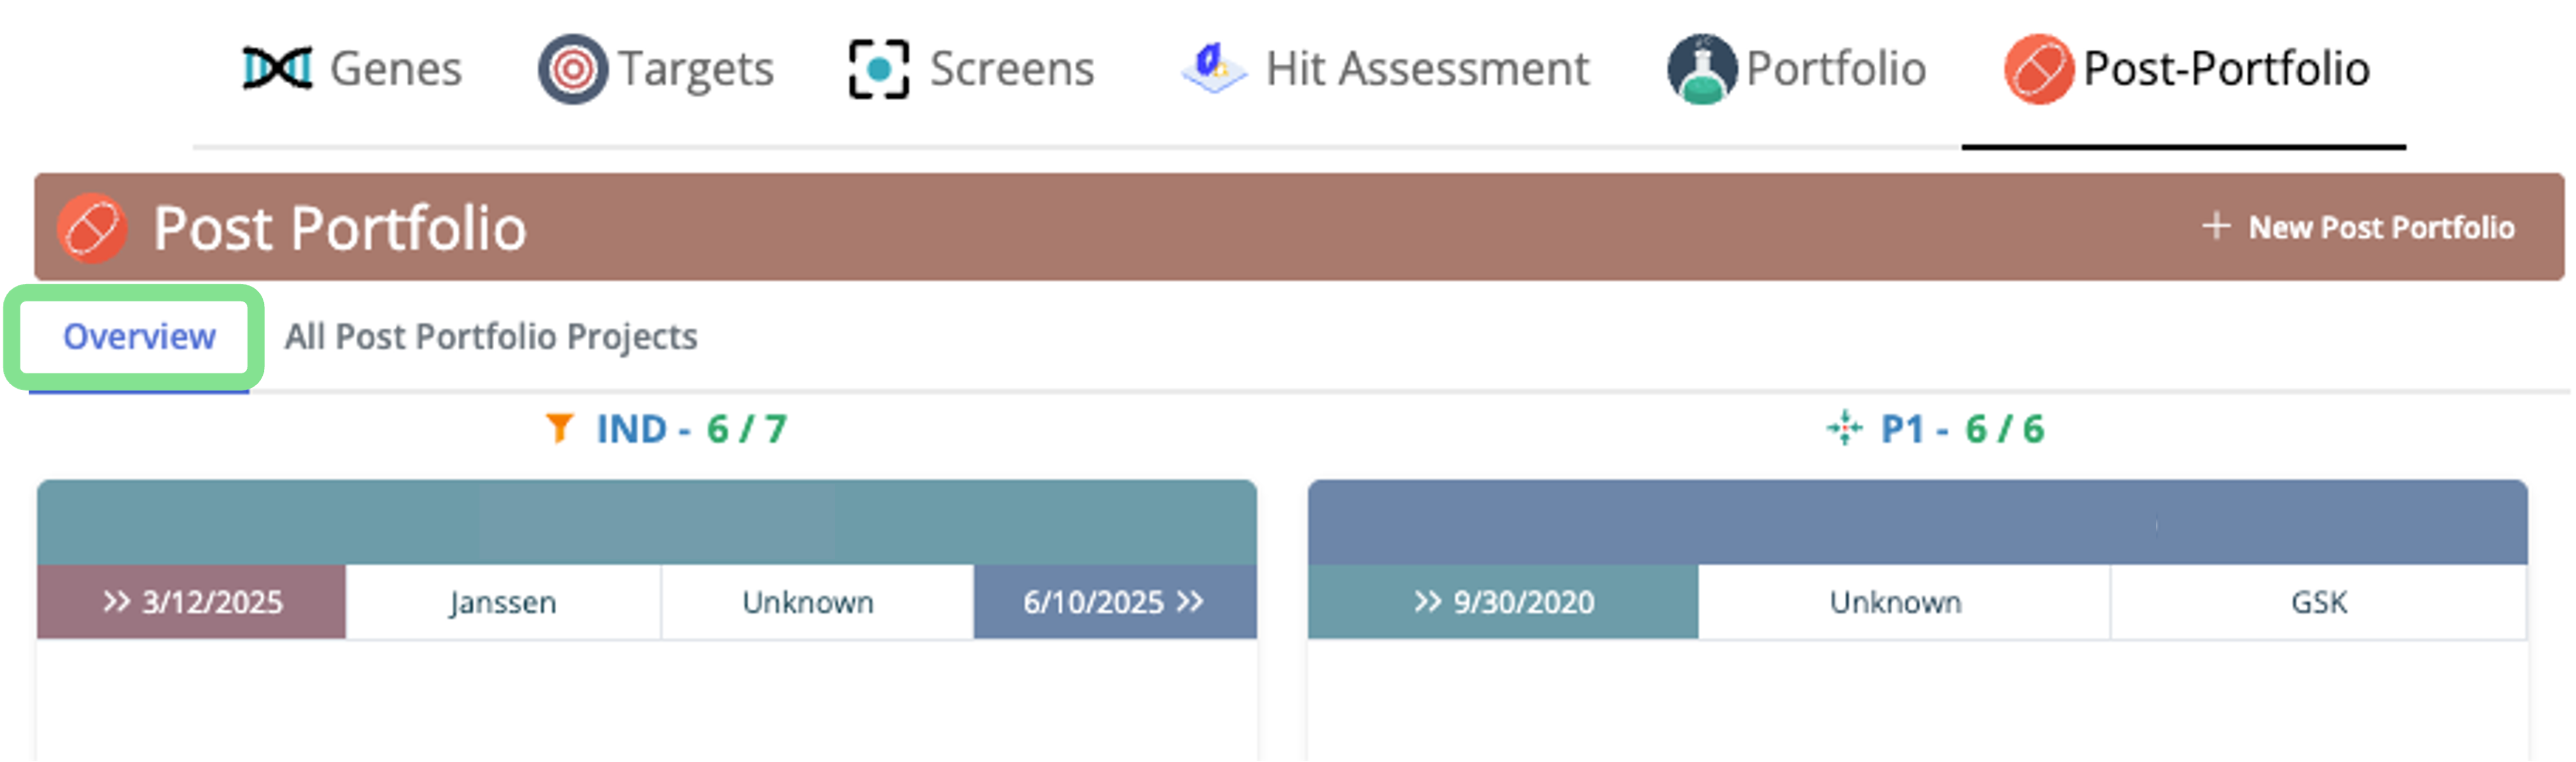 Genes Targets Screens Hit Assessment Portfolio Post-Portfolio
Post Portfolio + New Post Portfolio
Overview All Post Portfolio Projects
IND - 6 / 7 P1 - 6 / 6
>> 3/12/2025 Janssen Unknown 6/10/2025 >> >> 9/30/2020 Unknown GSK